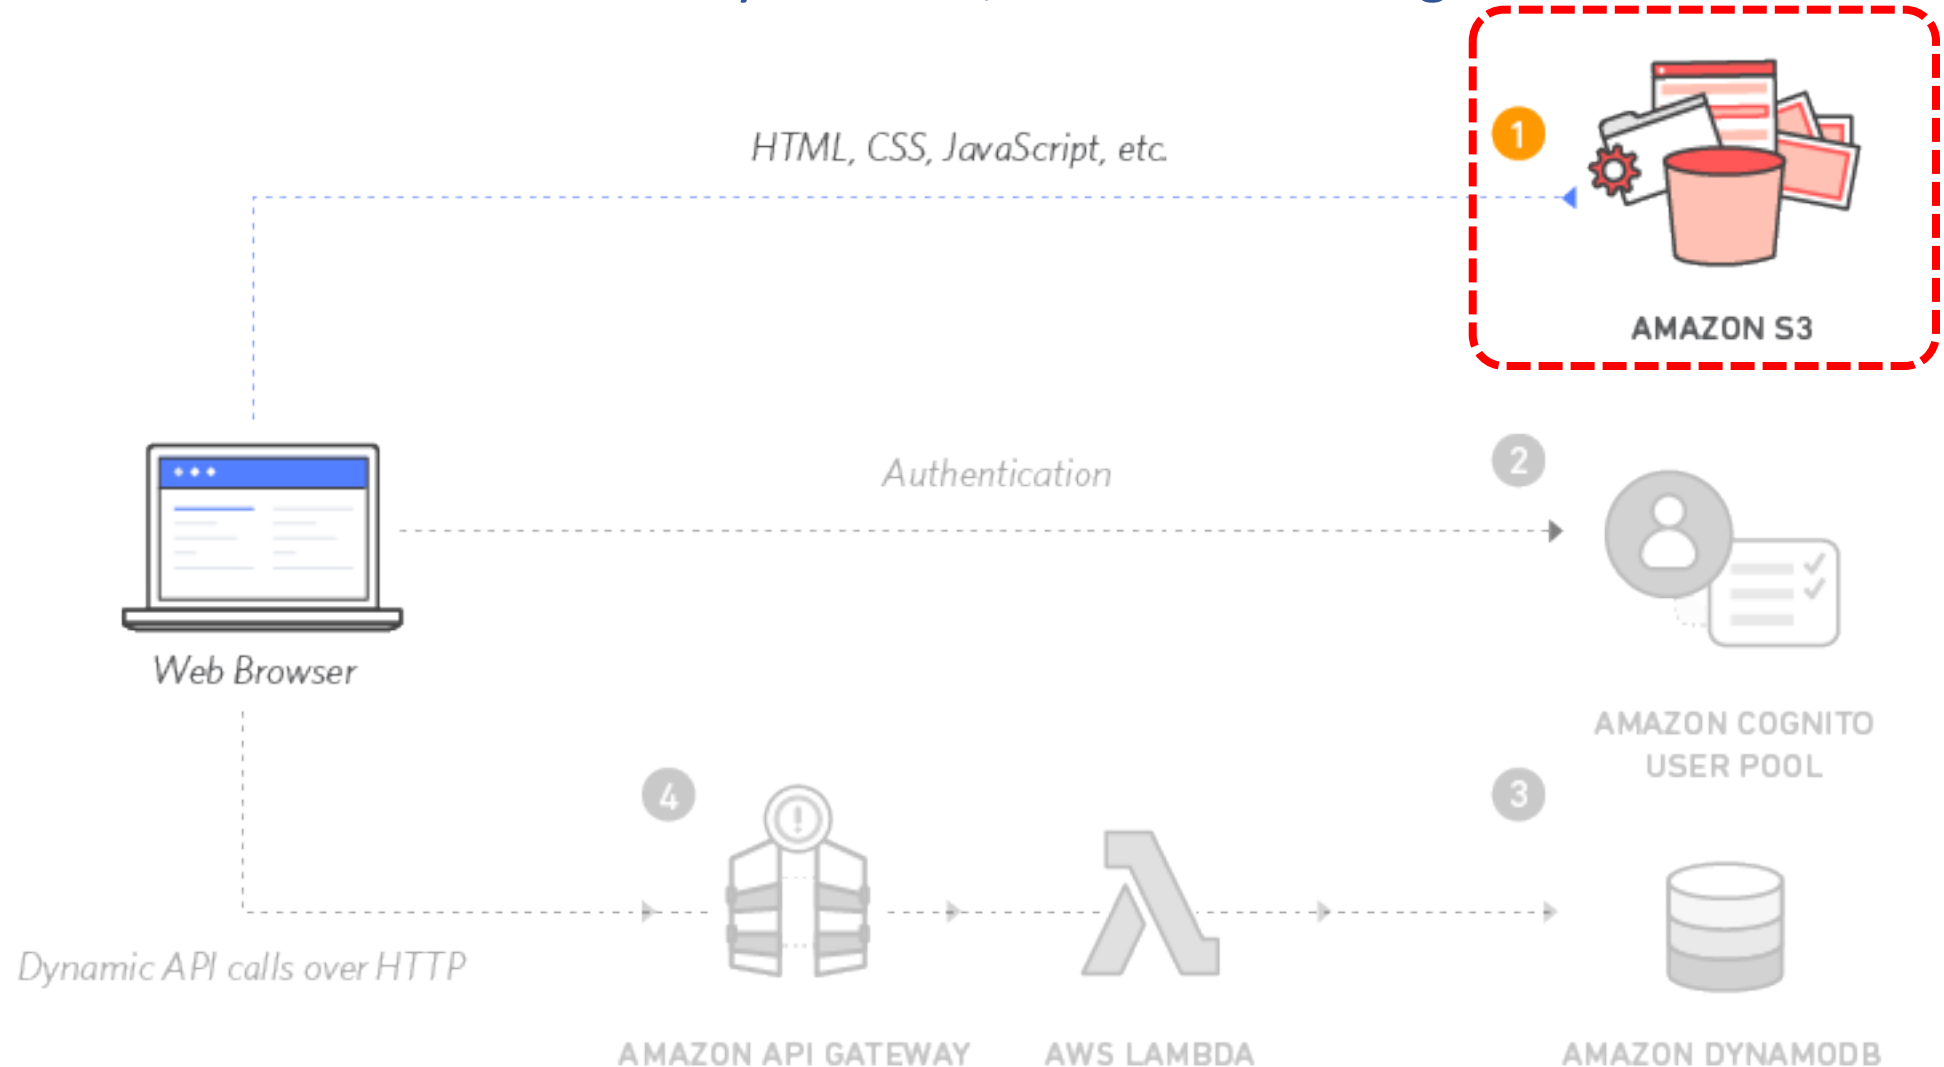 1
HTML, CSS, JavaScript, etc.
AMAZON S3
2
Authentication
Web Browser
AMAZON COGNITO
USER POOL
4
3
Dynamic API calls over HTTP
AMAZON API GATEWAY
AWS LAMBDA
AMAZON DYNAMODB